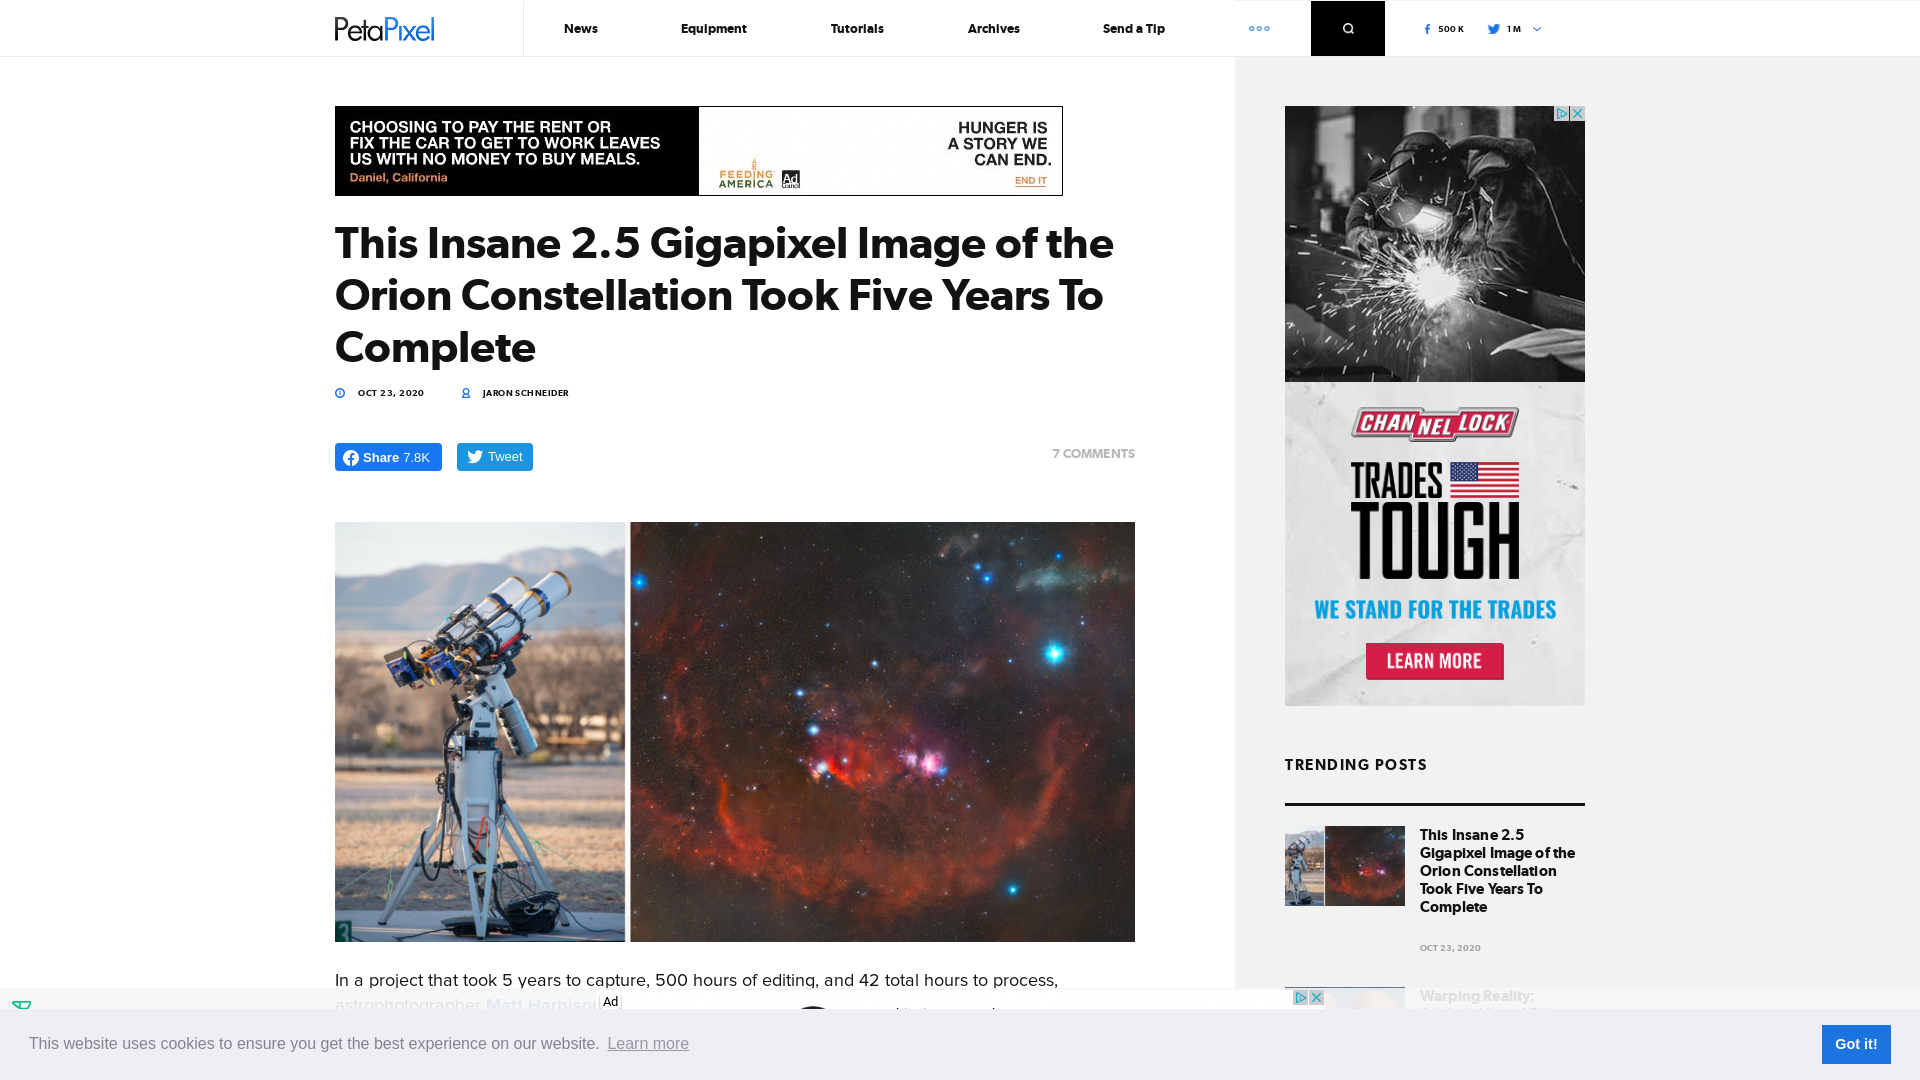 PetaPixel
News
Equipment
Tutorials
Archives
Send a Tip
500 K
1 M
CHOOSING TO PAY THE RENT OR
FIX THE CAR TO GET TO WORK LEAVES
US WITH NO MONEY TO BUY MEALS.
Daniel, California
FEEDING
AMERICA
Ad
Council
HUNGER IS
A STORY WE
CAN END.
END IT
This Insane 2.5 Gigapixel Image of the
Orion Constellation Took Five Years To
Complete
OCT 23, 2020
JARON SCHNEIDER
Share 7.8K
Tweet
7 COMMENTS
3
In a project that took 5 years to capture, 500 hours of editing, and 42 total hours to process,
astrophotographer Matt Harbison
CHANNELLOCK
TRADES
TOUGH
WE STAND FOR THE TRADES
LEARN MORE
TRENDING POSTS
This Insane 2.5
Gigapixel Image of the
Orion Constellation
Took Five Years To
Complete
OCT 23, 2020
Warping Reality:
Ad
This website uses cookies to ensure you get the best experience on our website. Learn more
Got it!